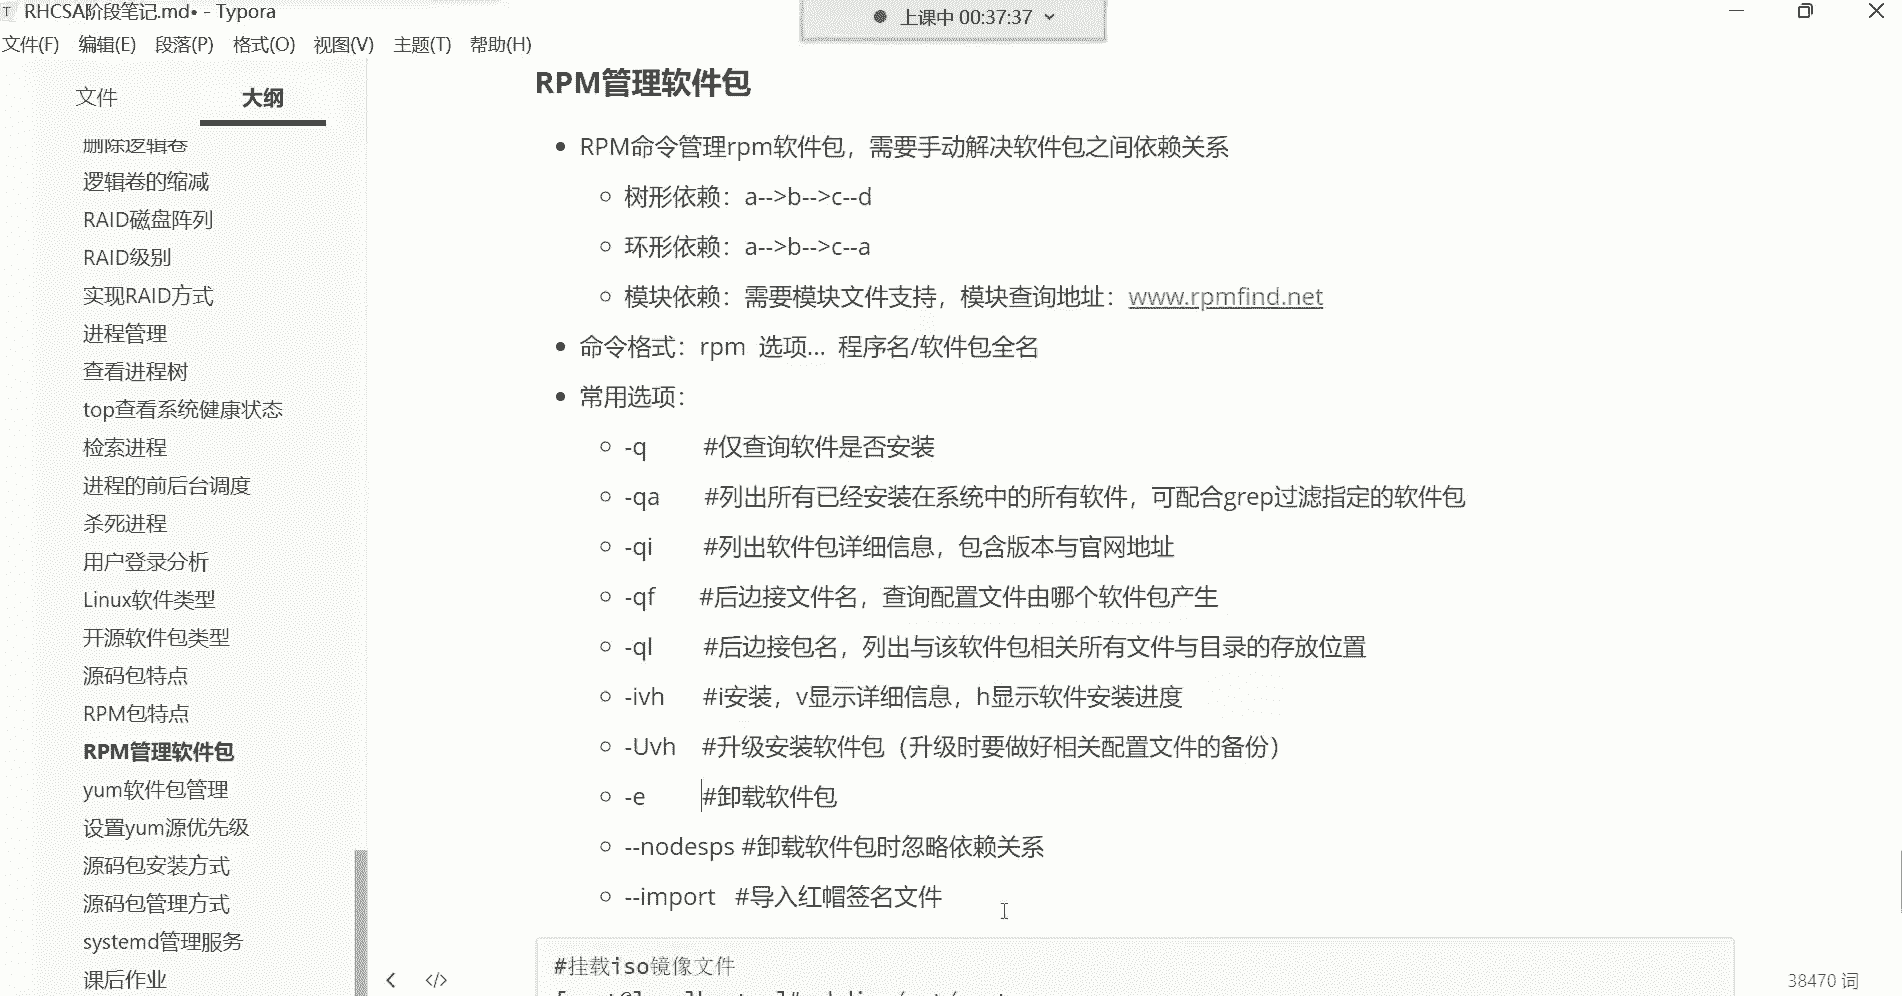 RHCSA阶段笔记.md• - Typora
上课中 00:37:37
文件(F) 编辑(E) 段落(P) 格式(O) 视图(V) 主题(T) 帮助(H)
文件 大纲
删除逻辑卷
逻辑卷的缩减
RAID磁盘阵列
RAID级别
实现RAID方式
进程管理
查看进程树
top查看系统健康状态
检索进程
进程的前后台调度
杀死进程
用户登录分析
Linux软件类型
开源软件包类型
源码包特点
RPM包特点
RPM管理软件包
yum软件包管理
设置yum源优先级
源码包安装方式
源码包管理方式
systemd管理服务
课后作业
RPM管理软件包
RPM命令管理rpm软件包，需要手动解决软件包之间依赖关系
树形依赖：a-->b-->c--d
环形依赖：a-->b-->c--a
模块依赖：需要模块文件支持，模块查询地址：www.rpmfind.net
命令格式：rpm 选项... 程序名/软件包全名
常用选项：
-q #仅查询软件是否安装
-qa #列出所有已经安装在系统中的所有软件，可配合grep过滤指定的软件包
-qi #列出软件包详细信息，包含版本与官网地址
-qf #后边接文件名，查询配置文件由哪个软件包产生
-ql #后边接包名，列出与该软件包相关所有文件与目录的存放位置
-ivh #i安装，v显示详细信息，h显示软件安装进度
-Uvh #升级安装软件包（升级时要做好相关配置文件的备份）
-e #卸载软件包
--nodesps #卸载软件包时忽略依赖关系
--import #导入红帽签名文件
#挂载iso镜像文件
38470 词